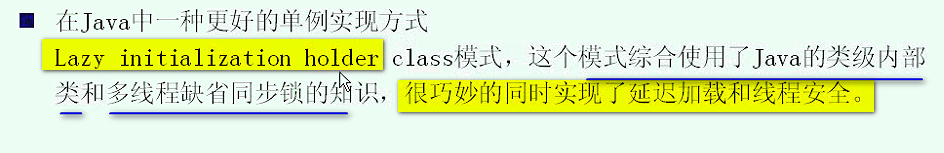 在Java中一种更好的单例实现方式
Lazy initialization holder class模式，这个模式综合使用了Java的类级内部
类和多线程缺省同步锁的知识，很巧妙的同时实现了延迟加载和线程安全。